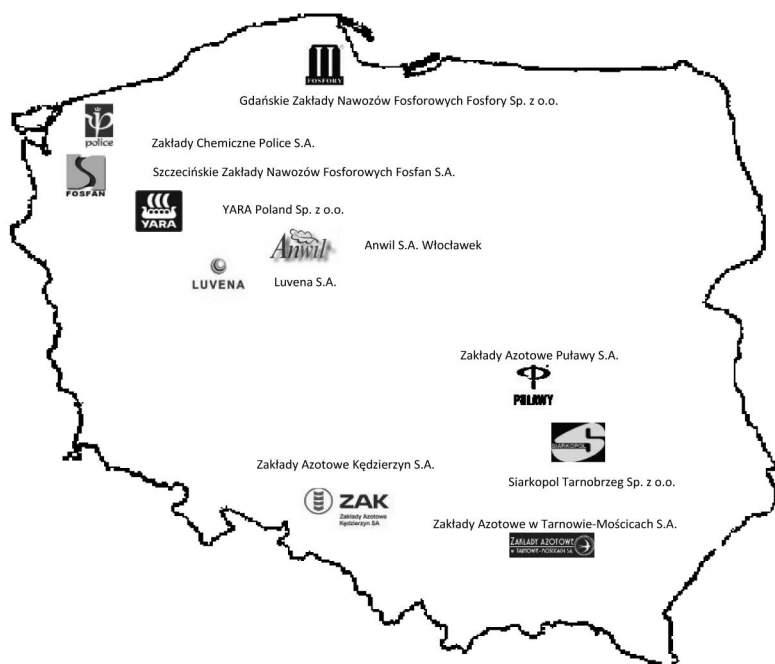 FOSFORY
Gdańskie Zakłady Nawozów Fosforowych Fosfory Sp. z o.o.
police
Zakłady Chemiczne Police S.A.
FOSFAN
Szczecińskie Zakłady Nawozów Fosforowych Fosfan S.A.
YARA
YARA Poland Sp. z o.o.
Anwil
Anwil S.A. Włocławek
LUVENA
Luvena S.A.
Zakłady Azotowe Puławy S.A.
PUŁAWY
SIARKOPOL
Siarkopol Tarnobrzeg Sp. z o.o.
Zakłady Azotowe Kędzierzyn S.A.
ZAK
Zakłady Azotowe
Kędzierzyn SA
Zakłady Azotowe w Tarnowie-Mościcach S.A.
ZAKŁADY AZOTOWE
W TARNOWIE-MOŚCICACH S.A.